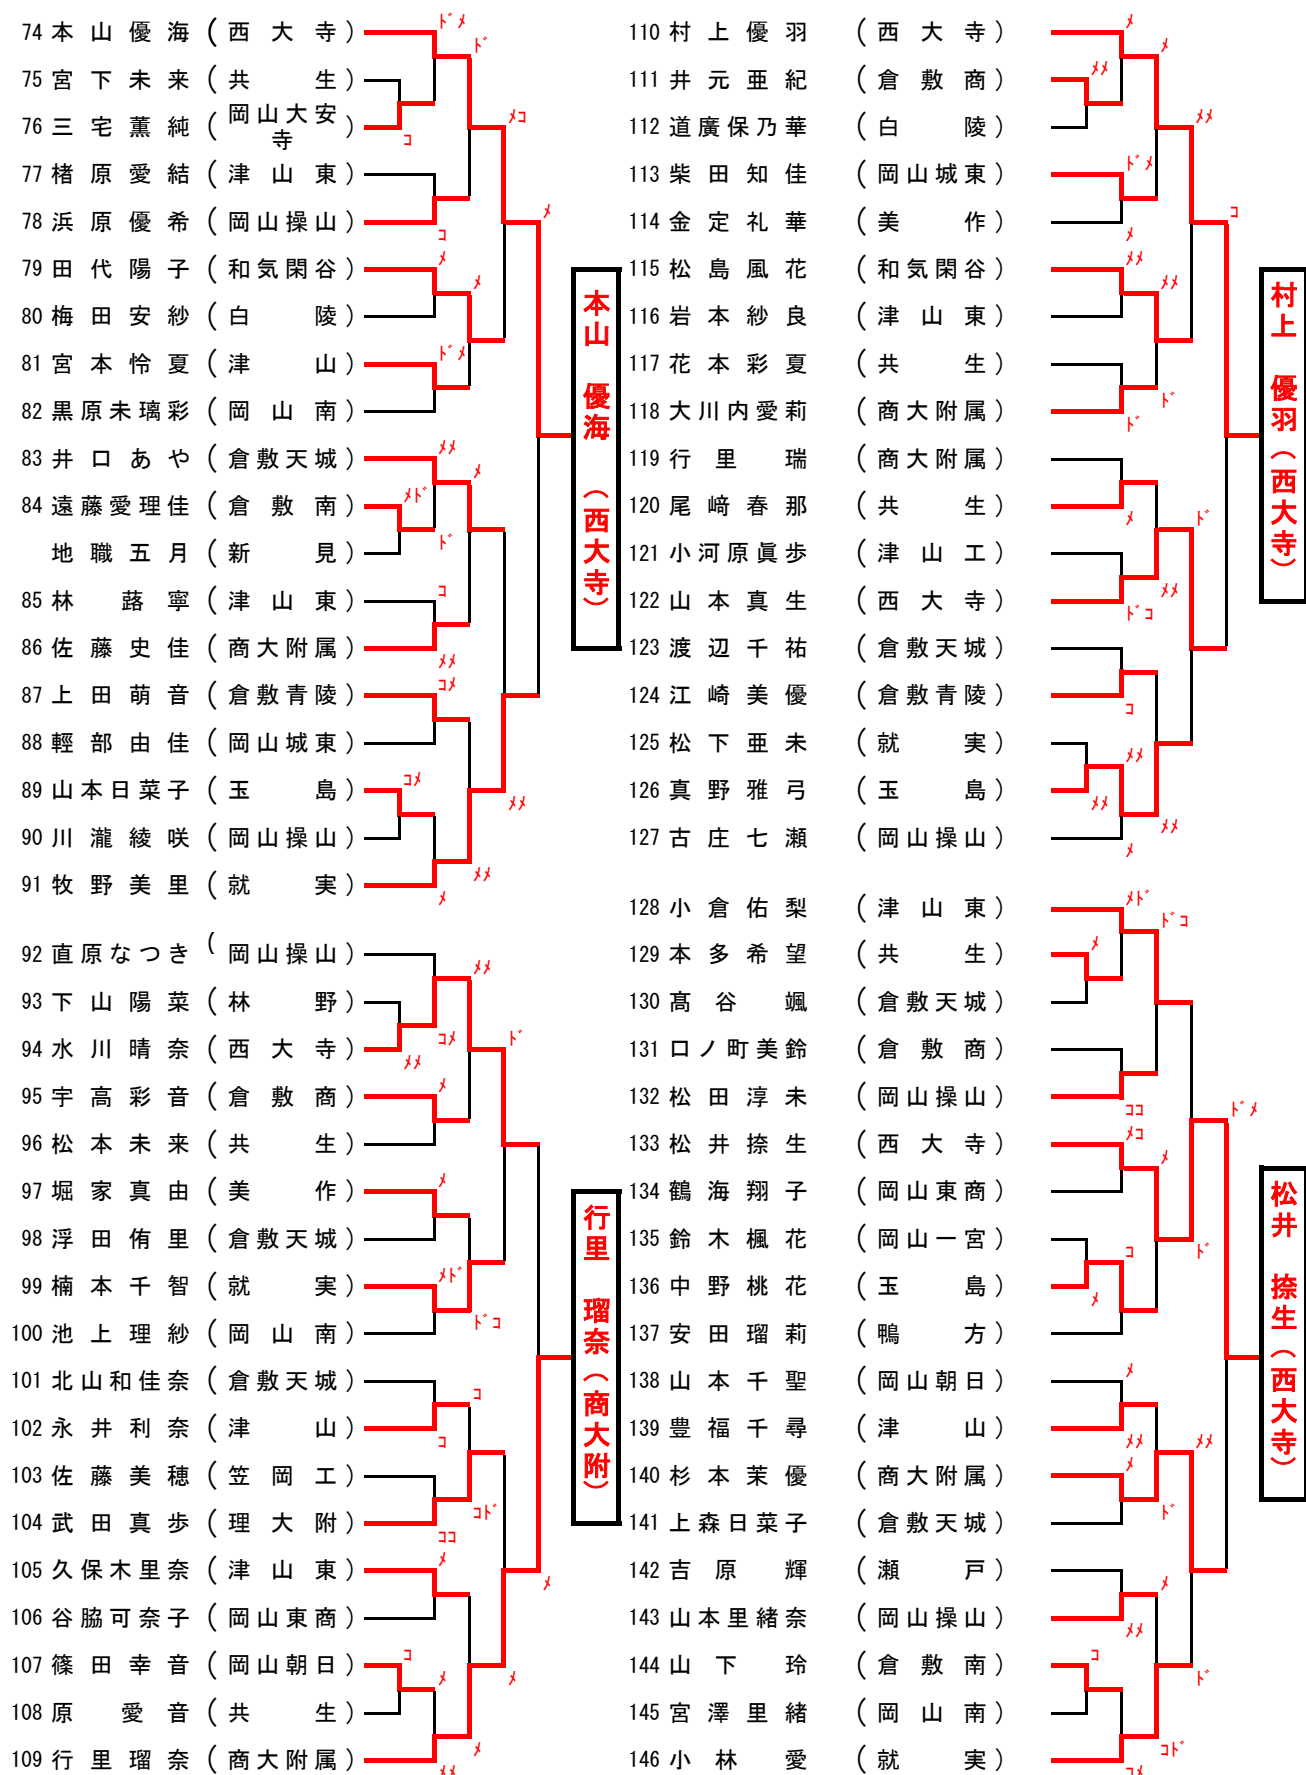 74 本山優海 (西大寺)
75 宮下未来 (共生)
76 三宅薫純 (岡山大安寺)
77 楮原愛結 (津山東)
78 浜原優希 (岡山操山)
79 田代陽子 (和気閑谷)
80 梅田安紗 (白陵)
81 宮本怜夏 (津山)
82 黒原未璃彩 (岡山南)
83 井口あや (倉敷天城)
84 遠藤愛理佳 (倉敷南)
地職五月 (新見)
85 林蕗寧 (津山東)
86 佐藤史佳 (商大附属)
87 上田萌音 (倉敷青陵)
88 輕部由佳 (岡山城東)
89 山本日菜子 (玉島)
90 川瀧綾咲 (岡山操山)
91 牧野美里 (就実)
本山 優海 (西大寺)
92 直原なつき (岡山操山)
93 下山陽菜 (林野)
94 水川晴奈 (西大寺)
95 宇高彩音 (倉敷商)
96 松本未来 (共生)
97 堀家真由 (美作)
98 浮田侑里 (倉敷天城)
99 楠本千智 (就実)
100 池上理紗 (岡山南)
101 北山和佳奈 (倉敷天城)
102 永井利奈 (津山)
103 佐藤美穂 (笠岡工)
104 武田真歩 (理大附)
105 久保木里奈 (津山東)
106 谷脇可奈子 (岡山東商)
107 篠田幸音 (岡山朝日)
108 原愛音 (共生)
109 行里瑠奈 (商大附属)
行里 瑠奈 (商大附)
110 村上優羽 (西大寺)
111 井元亜紀 (倉敷商)
112 道廣保乃華 (白陵)
113 柴田知佳 (岡山城東)
114 金定礼華 (美作)
115 松島風花 (和気閑谷)
116 岩本紗良 (津山東)
117 花本彩夏 (共生)
118 大川内愛莉 (商大附属)
119 行里瑞 (商大附属)
120 尾﨑春那 (共生)
121 小河原眞歩 (津山工)
122 山本真生 (西大寺)
123 渡辺千祐 (倉敷天城)
124 江崎美優 (倉敷青陵)
125 松下亜未 (就実)
126 真野雅弓 (玉島)
127 古庄七瀬 (岡山操山)
村上 優羽 (西大寺)
128 小倉佑梨 (津山東)
129 本多希望 (共生)
130 髙谷颯 (倉敷天城)
131 口ノ町美鈴 (倉敷商)
132 松田淳未 (岡山操山)
133 松井捺生 (西大寺)
134 鶴海翔子 (岡山東商)
135 鈴木楓花 (岡山一宮)
136 中野桃花 (玉島)
137 安田瑠莉 (鴨方)
138 山本千聖 (岡山朝日)
139 豊福千尋 (津山)
140 杉本茉優 (商大附属)
141 上森日菜子 (倉敷天城)
142 吉原輝 (瀬戸)
143 山本里緒奈 (岡山操山)
144 山下玲 (倉敷南)
145 宮澤里緒 (岡山南)
146 小林愛 (就実)
松井 捺生 (西大寺)